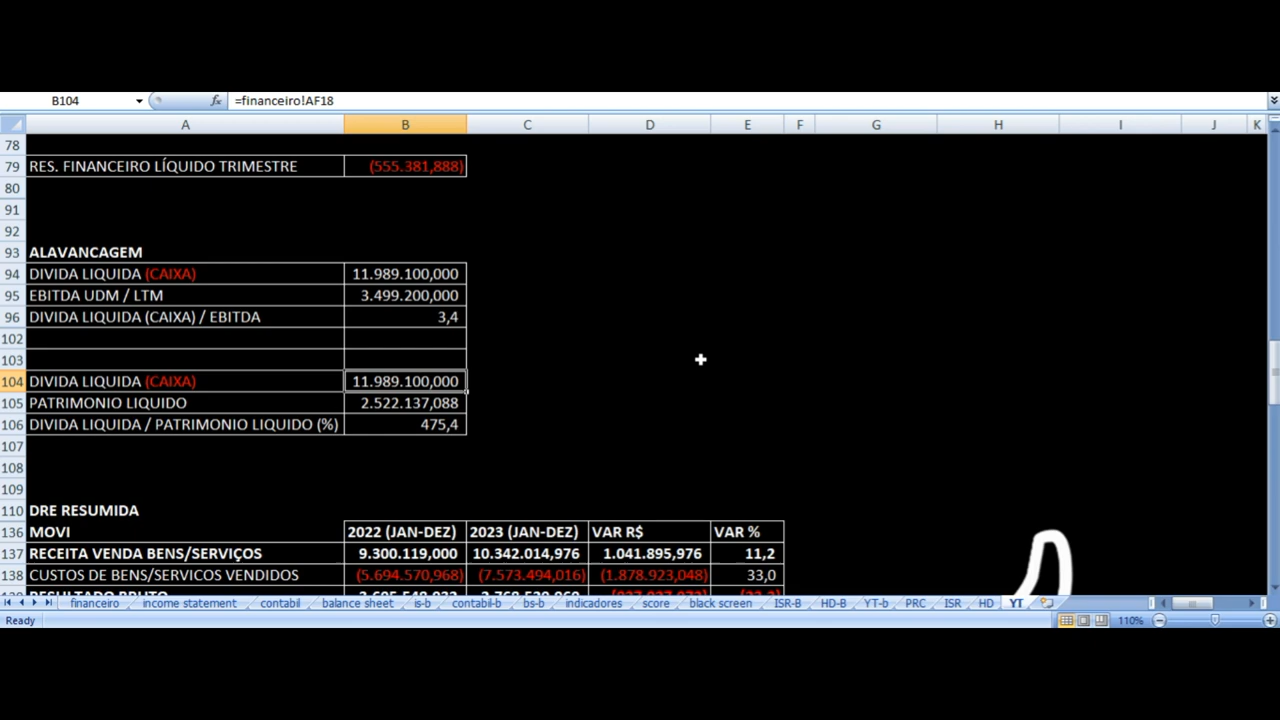 B104 fx =financeiro!AF18
A B C D E F G H I J K
78
79 RES. FINANCEIRO LÍQUIDO TRIMESTRE (555.381,888)
80
91
92
93 ALAVANCAGEM
94 DIVIDA LIQUIDA (CAIXA) 11.989.100,000
95 EBITDA UDM / LTM 3.499.200,000
96 DIVIDA LIQUIDA (CAIXA) / EBITDA 3,4
102
103
104 DIVIDA LIQUIDA (CAIXA) 11.989.100,000
105 PATRIMONIO LIQUIDO 2.522.137,088
106 DIVIDA LIQUIDA / PATRIMONIO LIQUIDO (%) 475,4
107
108
109
110 DRE RESUMIDA
136 MOVI 2022 (JAN-DEZ) 2023 (JAN-DEZ) VAR R$ VAR %
137 RECEITA VENDA BENS/SERVIÇOS 9.300.119,000 10.342.014,976 1.041.895,976 11,2
138 CUSTOS DE BENS/SERVICOS VENDIDOS (5.694.570,968) (7.573.494,016) (1.878.923,048) 33,0
financeiro income statement contabil balance sheet is-b contabil-b bs-b indicadores score black screen ISR-B HD-B YT-b PRC ISR HD YT
Ready 110%